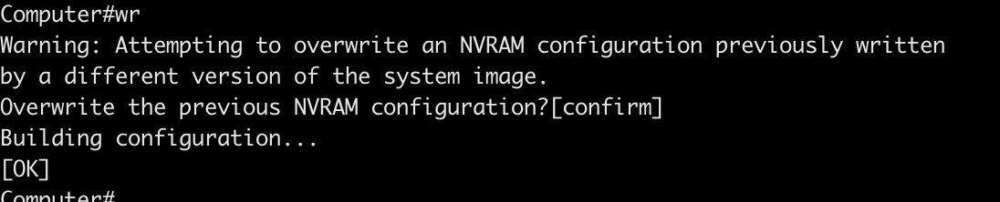 Computer#wr
Warning: Attempting to overwrite an NVRAM configuration previously written
by a different version of the system image.
Overwrite the previous NVRAM configuration?[confirm]
Building configuration...
[OK]
Computer#